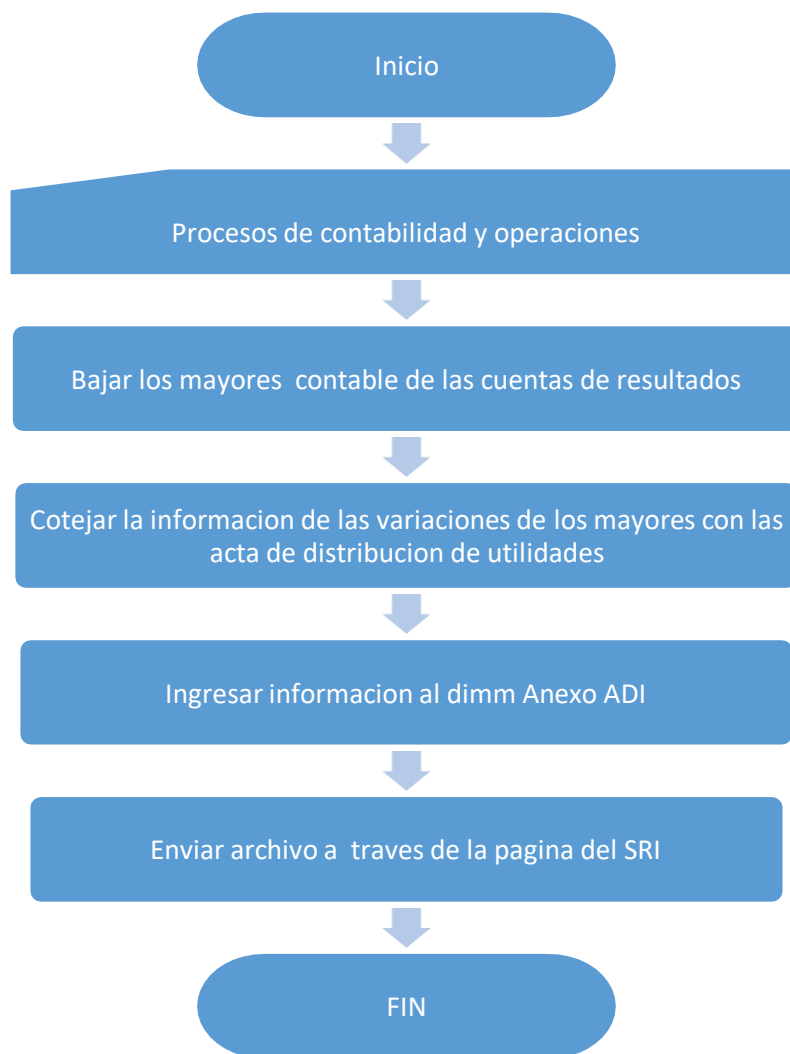 Inicio
Procesos de contabilidad y operaciones
Bajar los mayores  contable de las cuentas de resultados
Cotejar la informacion de las variaciones de los mayores con las
acta de distribucion de utilidades
Ingresar informacion al dimm Anexo ADI
Enviar archivo a  traves de la pagina del SRI
FIN